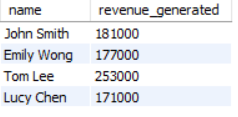 name revenue_generated
John Smith 181000
Emily Wong 177000
Tom Lee 253000
Lucy Chen 171000